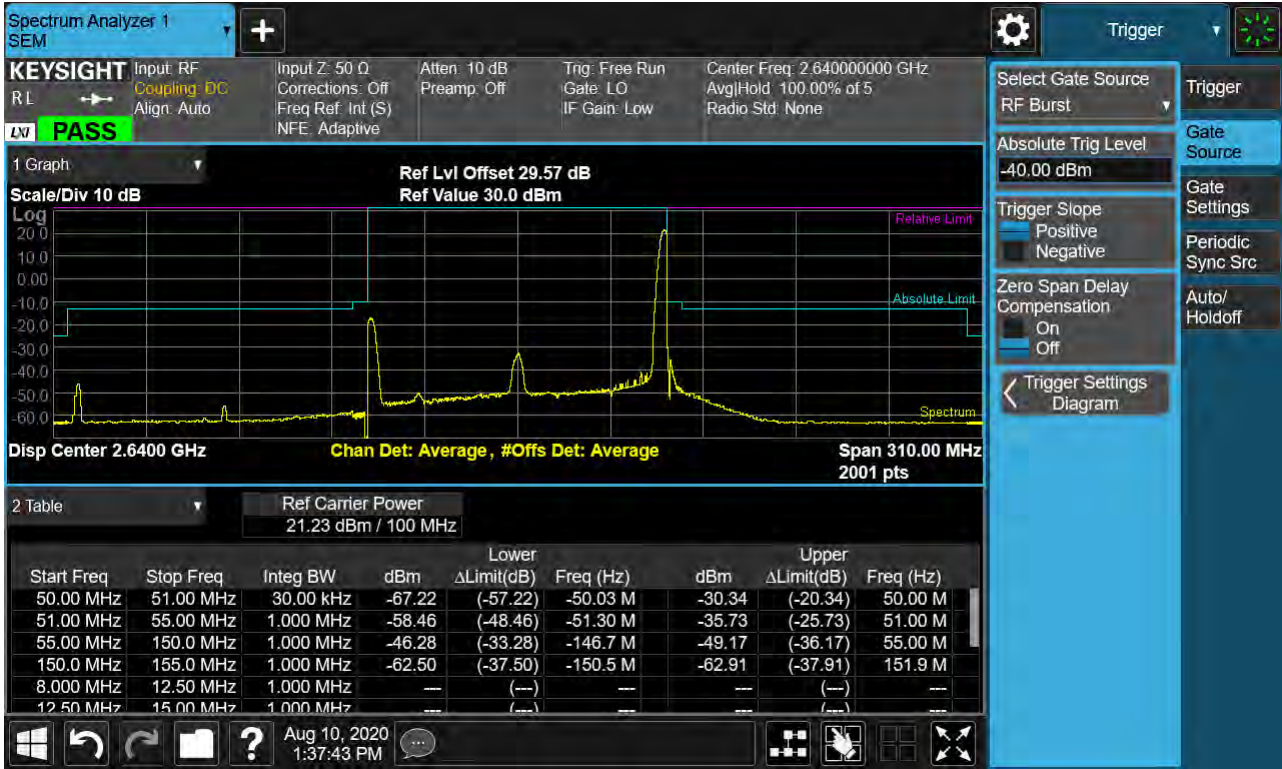 Spectrum Analyzer 1
SEM
Trigger
KEYSIGHT
R L
LXI
PASS
Input: RF
Coupling: DC
Align: Auto
Input Z: 50 Ω
Corrections: Off
Freq Ref: Int (S)
NFE: Adaptive
Atten: 10 dB
Preamp: Off
Trig: Free Run
Gate: LO
IF Gain: Low
Center Freq: 2.640000000 GHz
Avg|Hold: 100.00% of 5
Radio Std: None
1 Graph
Scale/Div 10 dB
Log
Ref Lvl Offset 29.57 dB
Ref Value 30.0 dBm
20.0
10.0
0.00
-10.0
-20.0
-30.0
-40.0
-50.0
-60.0
Relative Limit
Absolute Limit
Spectrum
Disp Center 2.6400 GHz
Chan Det: Average, #Offs Det: Average
Span 310.00 MHz
2001 pts
2 Table
Ref Carrier Power
21.23 dBm / 100 MHz
Lower Upper
Start Freq Stop Freq Integ BW dBm ΔLimit(dB) Freq (Hz) dBm ΔLimit(dB) Freq (Hz)
50.00 MHz 51.00 MHz 30.00 kHz -67.22 (-57.22) -50.03 M -30.34 (-20.34) 50.00 M
51.00 MHz 55.00 MHz 1.000 MHz -58.46 (-48.46) -51.30 M -35.73 (-25.73) 51.00 M
55.00 MHz 150.0 MHz 1.000 MHz -46.28 (-33.28) -146.7 M -49.17 (-36.17) 55.00 M
150.0 MHz 155.0 MHz 1.000 MHz -62.50 (-37.50) -150.5 M -62.91 (-37.91) 151.9 M
8.000 MHz 12.50 MHz 1.000 MHz --- (---) --- --- (---) ---
12.50 MHz 15.00 MHz 1.000 MHz --- (---) --- --- (---) ---
Aug 10, 2020
1:37:43 PM
Select Gate Source
RF Burst
Absolute Trig Level
-40.00 dBm
Trigger Slope
Positive
Negative
Zero Span Delay
Compensation
On
Off
Trigger Settings
Diagram
Trigger
Gate
Source
Gate
Settings
Periodic
Sync Src
Auto/
Holdoff